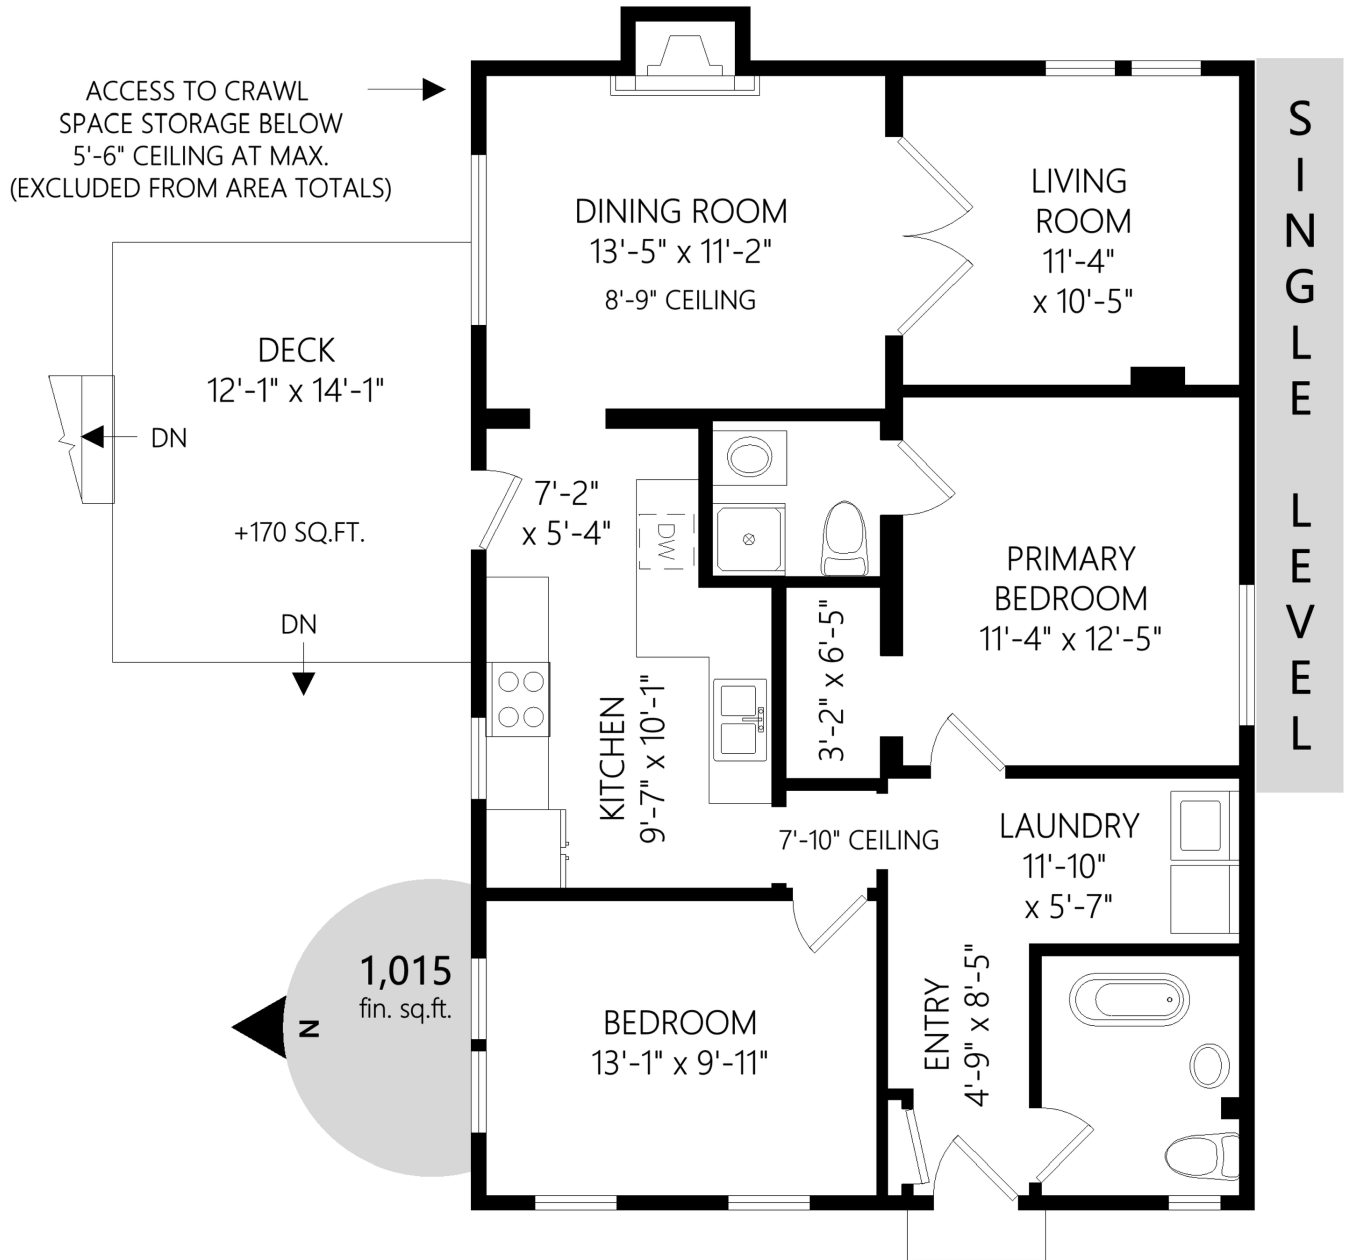 ACCESS TO CRAWL
SPACE STORAGE BELOW
5'-6" CEILING AT MAX.
(EXCLUDED FROM AREA TOTALS)
DINING ROOM
13'-5" x 11'-2"
8'-9" CEILING
LIVING
ROOM
11'-4"
x 10'-5"
SINGLE LEVEL
DECK
12'-1" x 14'-1"
DN
+170 SQ.FT.
DN
7'-2"
x 5'-4"
DW
PRIMARY
BEDROOM
11'-4" x 12'-5"
3'-2" x 6'-5"
KITCHEN
9'-7" x 10'-1"
7'-10" CEILING
LAUNDRY
11'-10"
x 5'-7"
1,015
fin. sq.ft.
N
BEDROOM
13'-1" x 9'-11"
ENTRY
4'-9" x 8'-5"